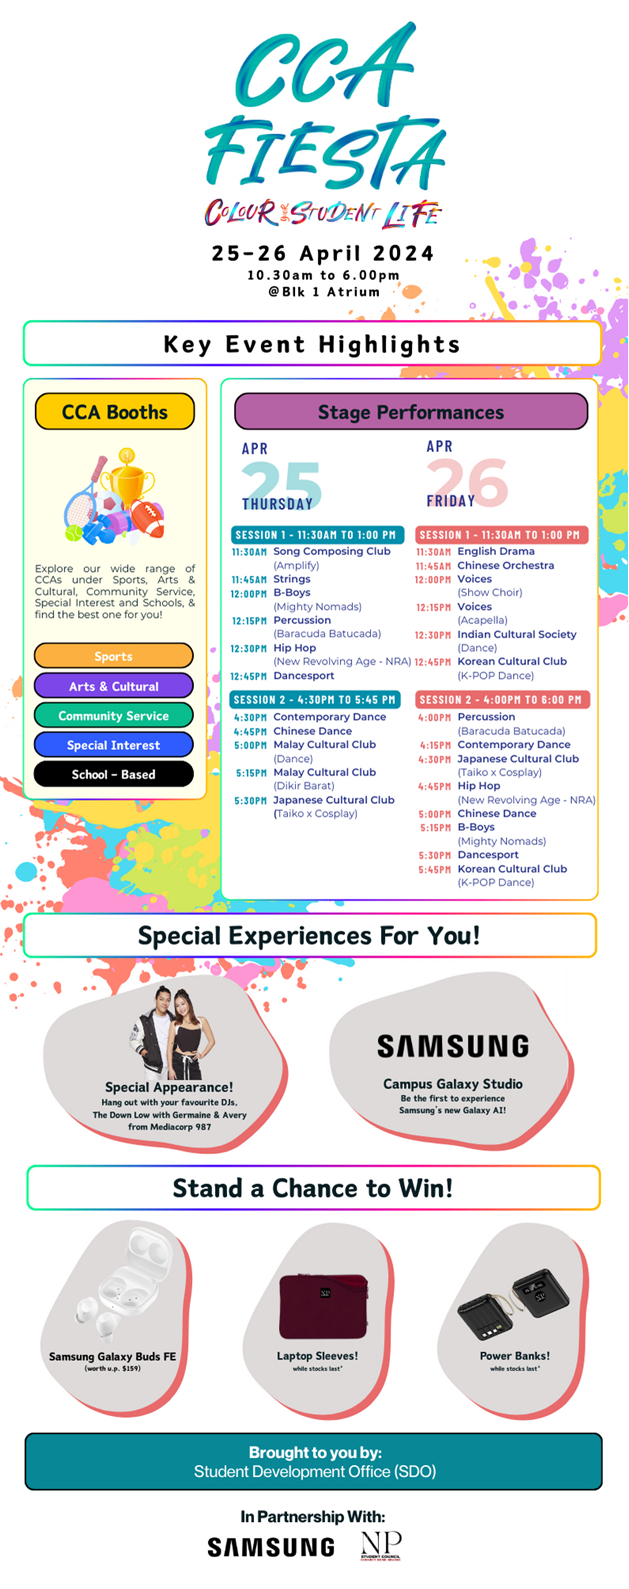 CCA
FIESTA
COLOUR your STUDENT LIFE
25-26 April 2024
10.30am to 6.00pm
@Blk 1 Atrium
Key Event Highlights
CCA Booths
Explore our wide range of
CCAs under Sports, Arts &
Cultural, Community Service,
Special Interest and Schools, &
find the best one for you!
Sports
Arts & Cultural
Community Service
Special Interest
School - Based
Stage Performances
APR
25
THURSDAY
SESSION 1 - 11:30AM TO 1:00 PM
11:30AM Song Composing Club
(Amplify)
11:45AM Strings
12:00PM B-Boys
(Mighty Nomads)
12:15PM Percussion
(Baracuda Batucada)
12:30PM Hip Hop
(New Revolving Age - NRA)
12:45PM Dancesport
SESSION 2 - 4:30PM TO 5:45 PM
4:30PM Contemporary Dance
4:45PM Chinese Dance
5:00PM Malay Cultural Club
(Dance)
5:15PM Malay Cultural Club
(Dikir Barat)
5:30PM Japanese Cultural Club
(Taiko x Cosplay)
APR
26
FRIDAY
SESSION 1 - 11:30AM TO 1:00 PM
11:30AM English Drama
11:45AM Chinese Orchestra
12:00PM Voices
(Show Choir)
12:15PM Voices
(Acapella)
12:30PM Indian Cultural Society
(Dance)
12:45PM Korean Cultural Club
(K-POP Dance)
SESSION 2 - 4:00PM TO 6:00 PM
4:00PM Percussion
(Baracuda Batucada)
4:15PM Contemporary Dance
4:30PM Japanese Cultural Club
(Taiko x Cosplay)
4:45PM Hip Hop
(New Revolving Age - NRA)
5:00PM Chinese Dance
5:15PM B-Boys
(Mighty Nomads)
5:30PM Dancesport
5:45PM Korean Cultural Club
(K-POP Dance)
Special Experiences For You!
Special Appearance!
Hang out with your favourite DJs,
The Down Low with Germaine & Avery
from Mediacorp 987
SAMSUNG
Campus Galaxy Studio
Be the first to experience
Samsung's new Galaxy AI!
Stand a Chance to Win!
Samsung Galaxy Buds FE
(worth u.p. $159)
Laptop Sleeves!
while stocks last*
Power Banks!
while stocks last*
Brought to you by:
Student Development Office (SDO)
In Partnership With:
SAMSUNG
NP
STUDENT COUNCIL